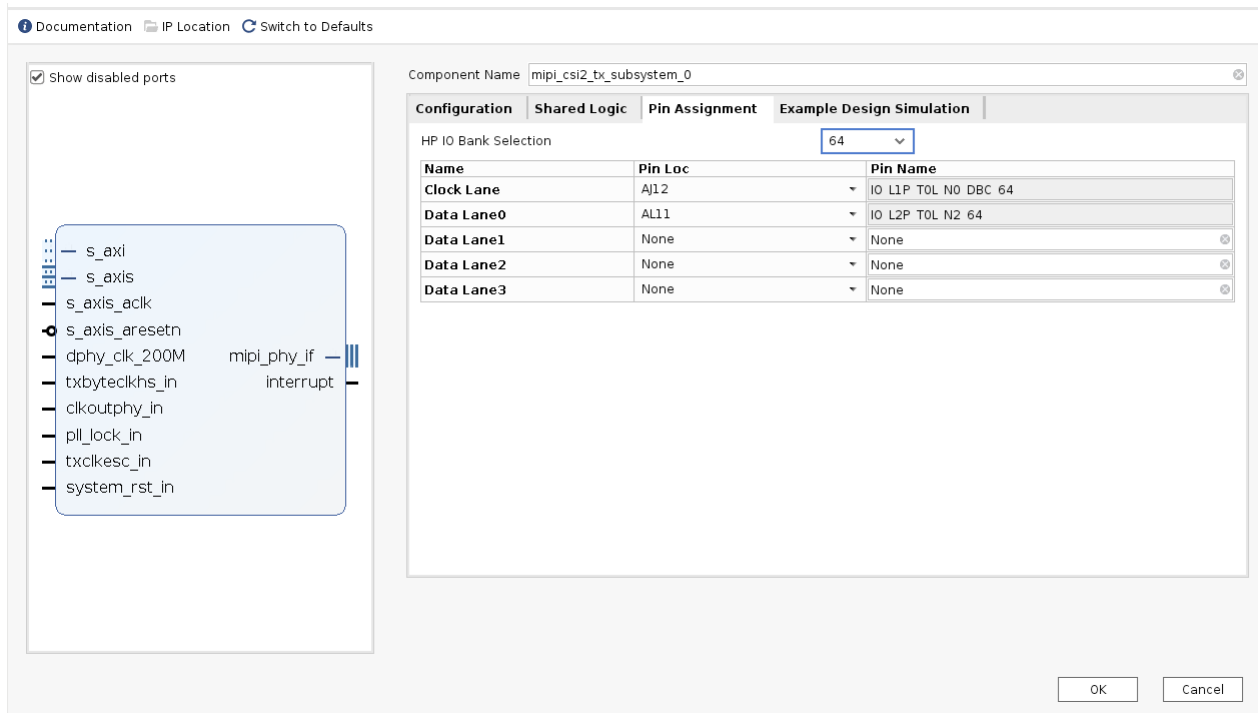 Documentation IP Location Switch to Defaults
Show disabled ports
s_axi
s_axis
s_axis_aclk
s_axis_aresetn
dphy_clk_200M mipi_phy_if
txbyteclkhs_in interrupt
clkoutphy_in
pll_lock_in
txclkesc_in
system_rst_in
Component Name mipi_csi2_tx_subsystem_0
Configuration Shared Logic Pin Assignment Example Design Simulation
HP IO Bank Selection 64
Name Pin Loc Pin Name
Clock Lane AJ12 IO L1P T0L N0 DBC 64
Data Lane0 AL11 IO L2P T0L N2 64
Data Lane1 None None
Data Lane2 None None
Data Lane3 None None
OK Cancel